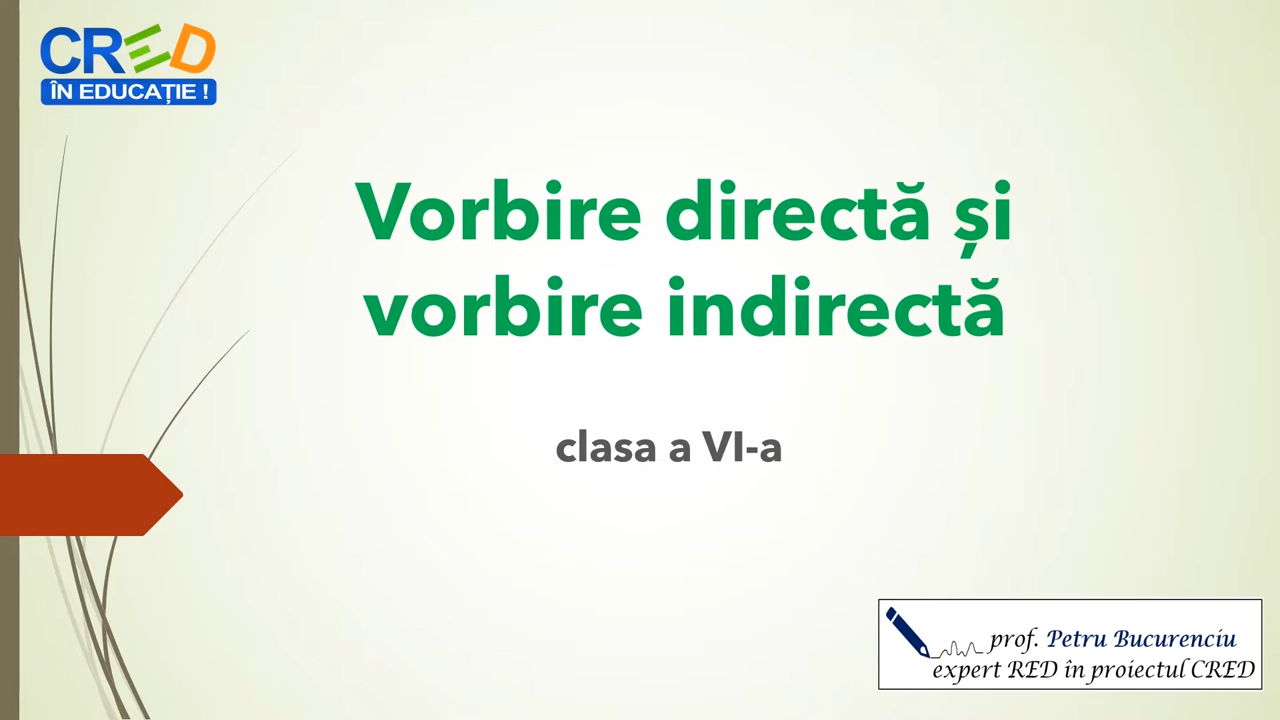 CRED
ÎN EDUCAȚIE !
Vorbire directă și
vorbire indirectă
clasa a VI-a
prof. Petru Bucurenciu
expert RED în proiectul CRED